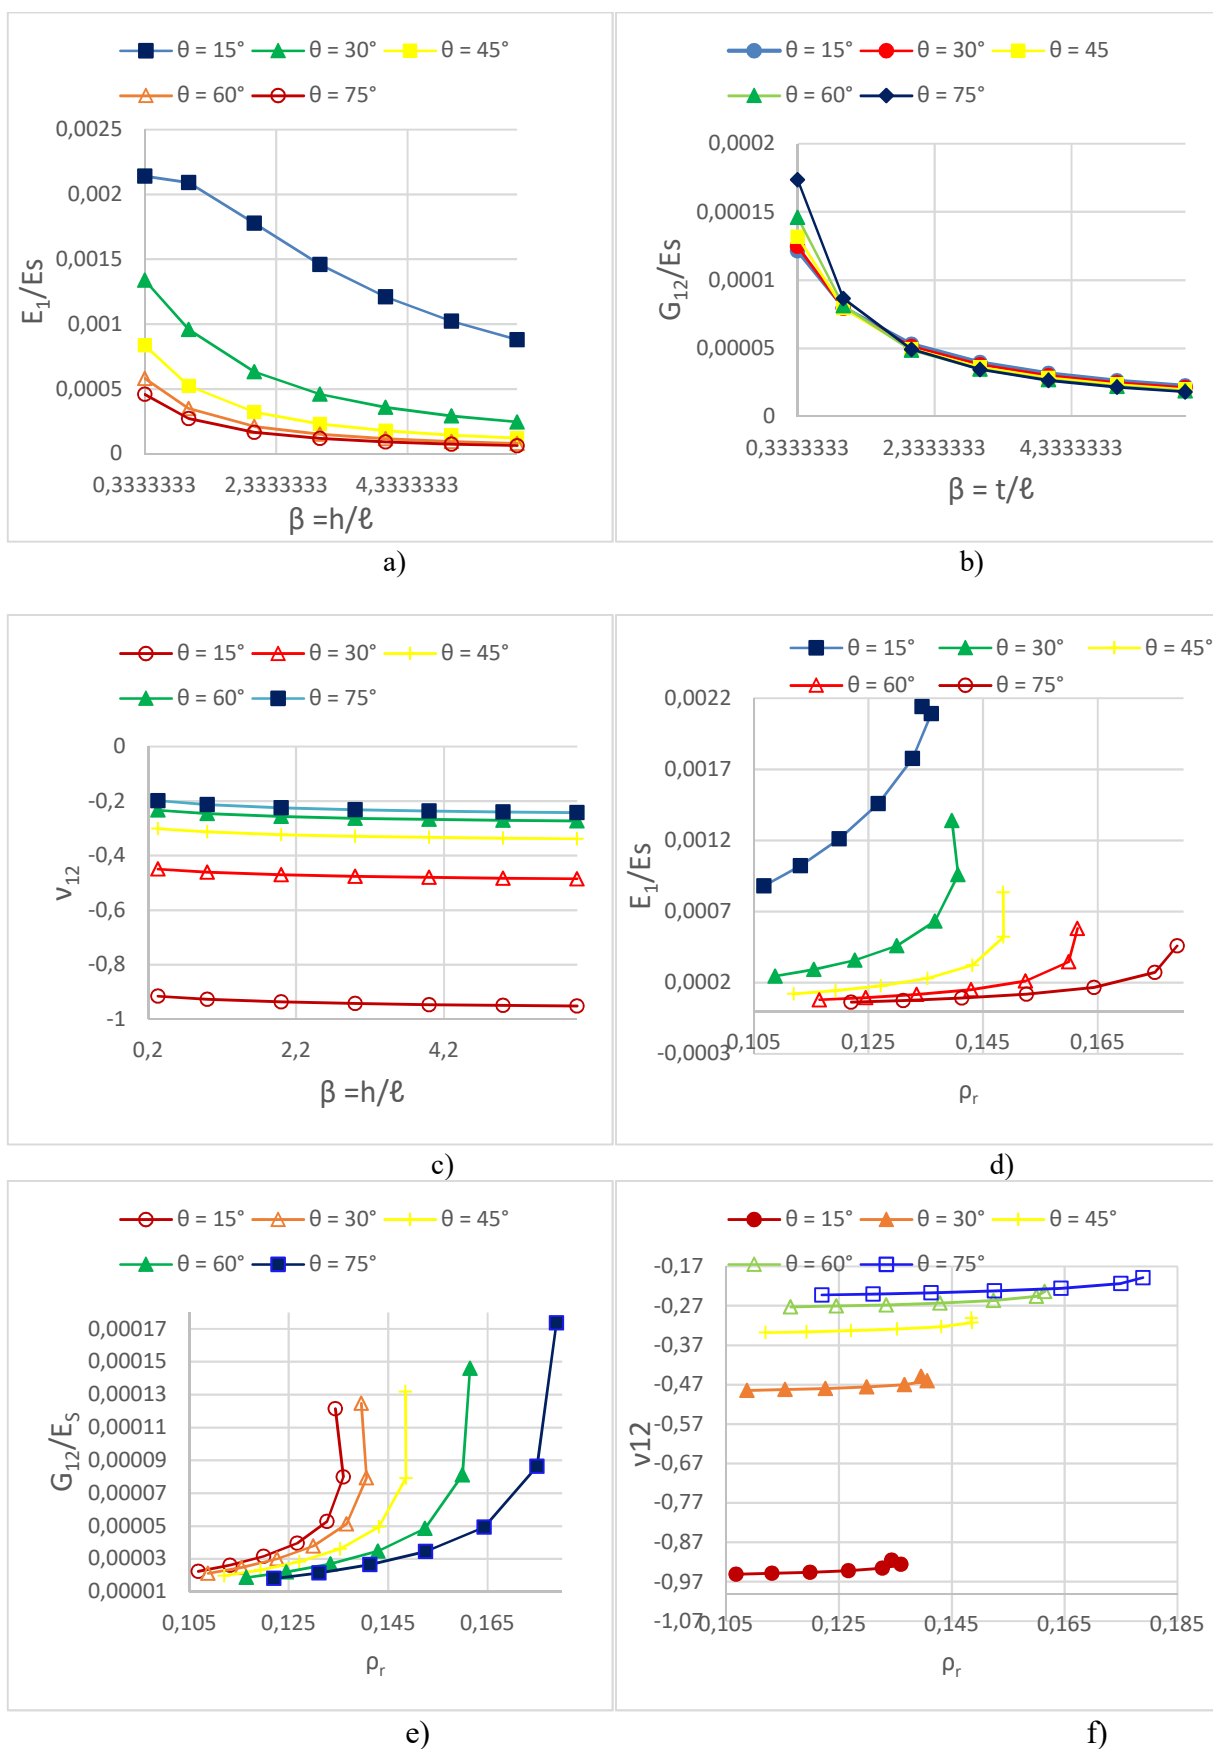 θ = 15° θ = 30° θ = 45°
θ = 60° θ = 75°
0,0025
0,002
0,0015
0,001
0,0005
0
E₁/Es
0,3333333 2,3333333 4,3333333
β =h/ℓ
a)
θ = 15° θ = 30° θ = 45
θ = 60° θ = 75°
0,0002
0,00015
0,0001
0,00005
0
G₁₂/Es
0,3333333 2,3333333 4,3333333
β = t/ℓ
b)
θ = 15° θ = 30° θ = 45°
θ = 60° θ = 75°
0
-0,2
-0,4
-0,6
-0,8
-1
ν₁₂
0,2 2,2 4,2
β =h/ℓ
c)
θ = 15° θ = 30° θ = 45°
θ = 60° θ = 75°
0,0022
0,0017
0,0012
0,0007
0,0002
-0,0003
E₁/Es
0,105 0,125 0,145 0,165
ρᵣ
d)
θ = 15° θ = 30° θ = 45°
θ = 60° θ = 75°
0,00017
0,00015
0,00013
0,00011
0,00009
0,00007
0,00005
0,00003
0,00001
G₁₂/Eₛ
0,105 0,125 0,145 0,165
ρᵣ
e)
θ = 15° θ = 30° θ = 45°
θ = 60° θ = 75°
-0,17
-0,27
-0,37
-0,47
-0,57
-0,67
-0,77
-0,87
-0,97
-1,07
ν12
0,105 0,125 0,145 0,165 0,185
ρᵣ
f)